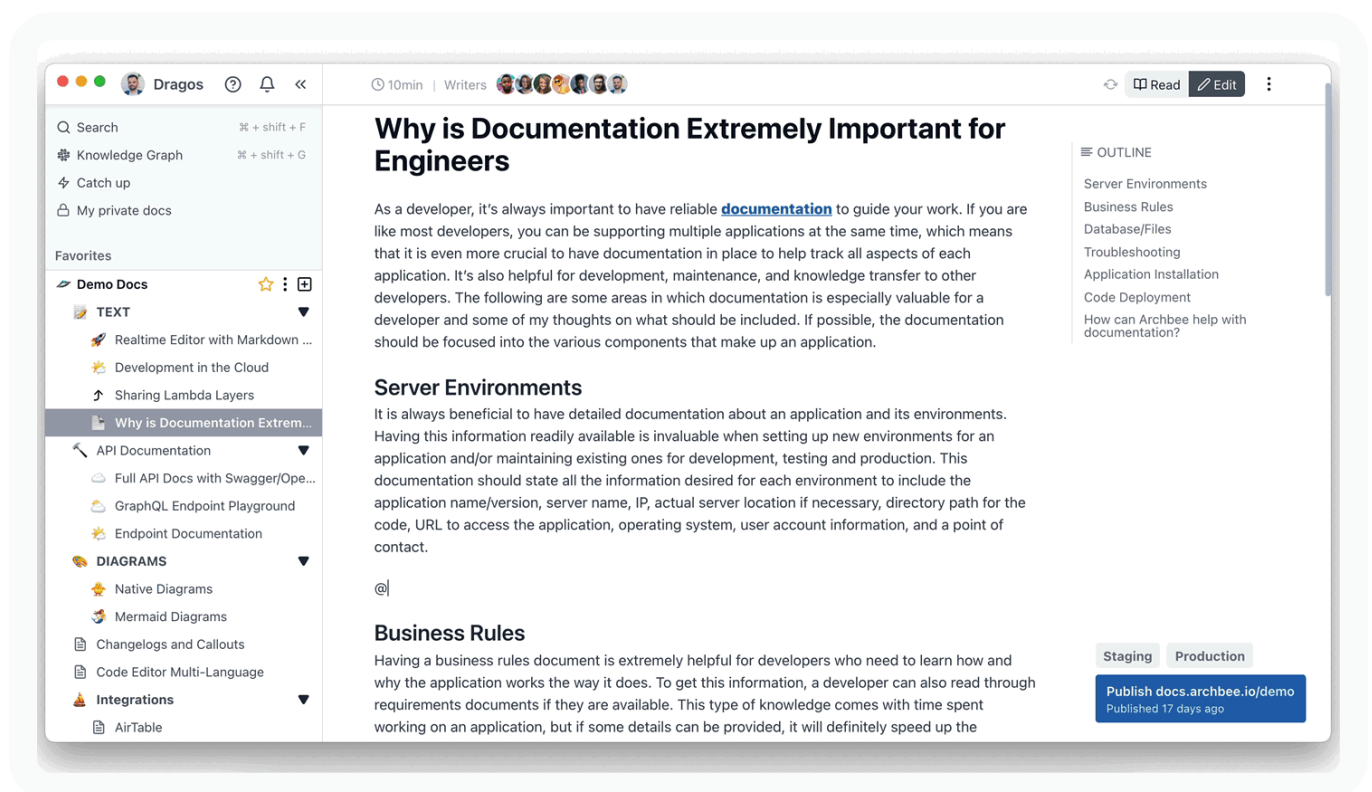 Dragos
Search ⌘ + shift + F
Knowledge Graph ⌘ + shift + G
Catch up
My private docs
Favorites
Demo Docs
TEXT
Realtime Editor with Markdown ...
Development in the Cloud
Sharing Lambda Layers
Why is Documentation Extrem...
API Documentation
Full API Docs with Swagger/Ope...
GraphQL Endpoint Playground
Endpoint Documentation
DIAGRAMS
Native Diagrams
Mermaid Diagrams
Changelogs and Callouts
Code Editor Multi-Language
Integrations
AirTable
10min | Writers
Read
Edit
Why is Documentation Extremely Important for
Engineers
As a developer, it’s always important to have reliable documentation to guide your work. If you are
like most developers, you can be supporting multiple applications at the same time, which means
that it is even more crucial to have documentation in place to help track all aspects of each
application. It’s also helpful for development, maintenance, and knowledge transfer to other
developers. The following are some areas in which documentation is especially valuable for a
developer and some of my thoughts on what should be included. If possible, the documentation
should be focused into the various components that make up an application.
Server Environments
It is always beneficial to have detailed documentation about an application and its environments.
Having this information readily available is invaluable when setting up new environments for an
application and/or maintaining existing ones for development, testing and production. This
documentation should state all the information desired for each environment to include the
application name/version, server name, IP, actual server location if necessary, directory path for the
code, URL to access the application, operating system, user account information, and a point of
contact.
@
Business Rules
Having a business rules document is extremely helpful for developers who need to learn how and
why the application works the way it does. To get this information, a developer can also read through
requirements documents if they are available. This type of knowledge comes with time spent
working on an application, but if some details can be provided, it will definitely speed up the
OUTLINE
Server Environments
Business Rules
Database/Files
Troubleshooting
Application Installation
Code Deployment
How can Archbee help with
documentation?
Staging
Production
Publish docs.archbee.io/demo
Published 17 days ago